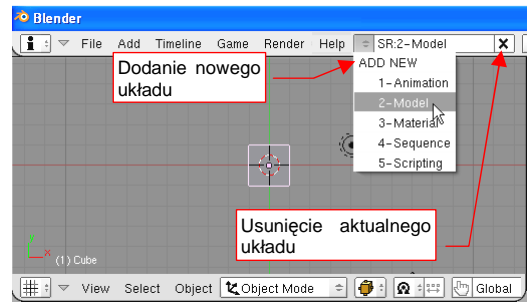 Blender
File Add Timeline Game Render Help SR:2-Model X
ADD NEW
1-Animation
2-Model
3-Material
4-Sequence
5-Scripting
Dodanie nowego
układu
Usunięcie aktualnego
układu
(1) Cube
View Select Object Object Mode Global